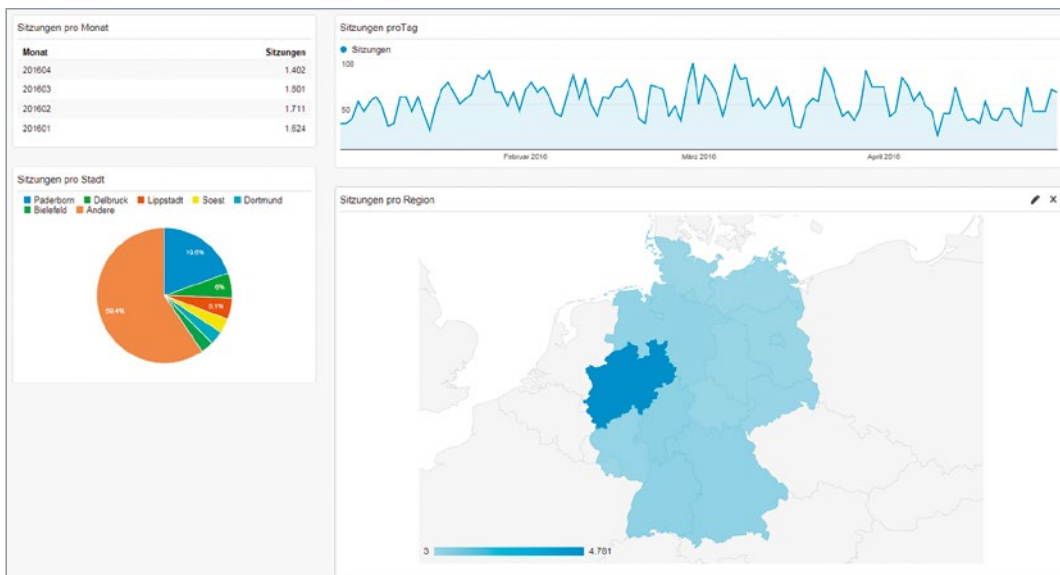 Sitzungen pro Monat
Monat Sitzungen
201604 1.402
201603 1.801
201602 1.711
201601 1.624
Sitzungen pro Stadt
Paderborn Delbruck Lippstadt Soest Dortmund
Bielefeld Andere
19.6%
6%
5.1%
59.4%
Sitzungen proTag
Sitzungen
100
50
Februar 2016 März 2016 April 2016
Sitzungen pro Region
3 4.781